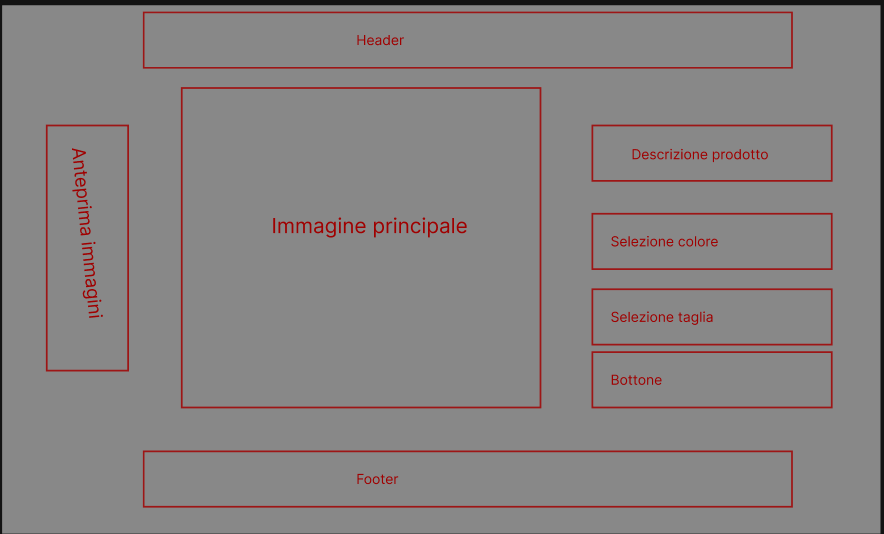 Header
Anteprima immagini
Immagine principale
Descrizione prodotto
Selezione colore
Selezione taglia
Bottone
Footer